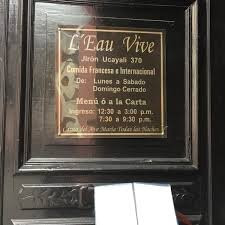 L'Eau Vive
Jirón Ucayali 370
Comida Francesa e Internacional
De: Lunes a Sabado
Domingo Cerrado
Menú ó a la Carta
Ingreso: 12:30 a 3:00 p.m.
7:30 a 9:30 p.m.
Canto del Ave María Todas las Noches